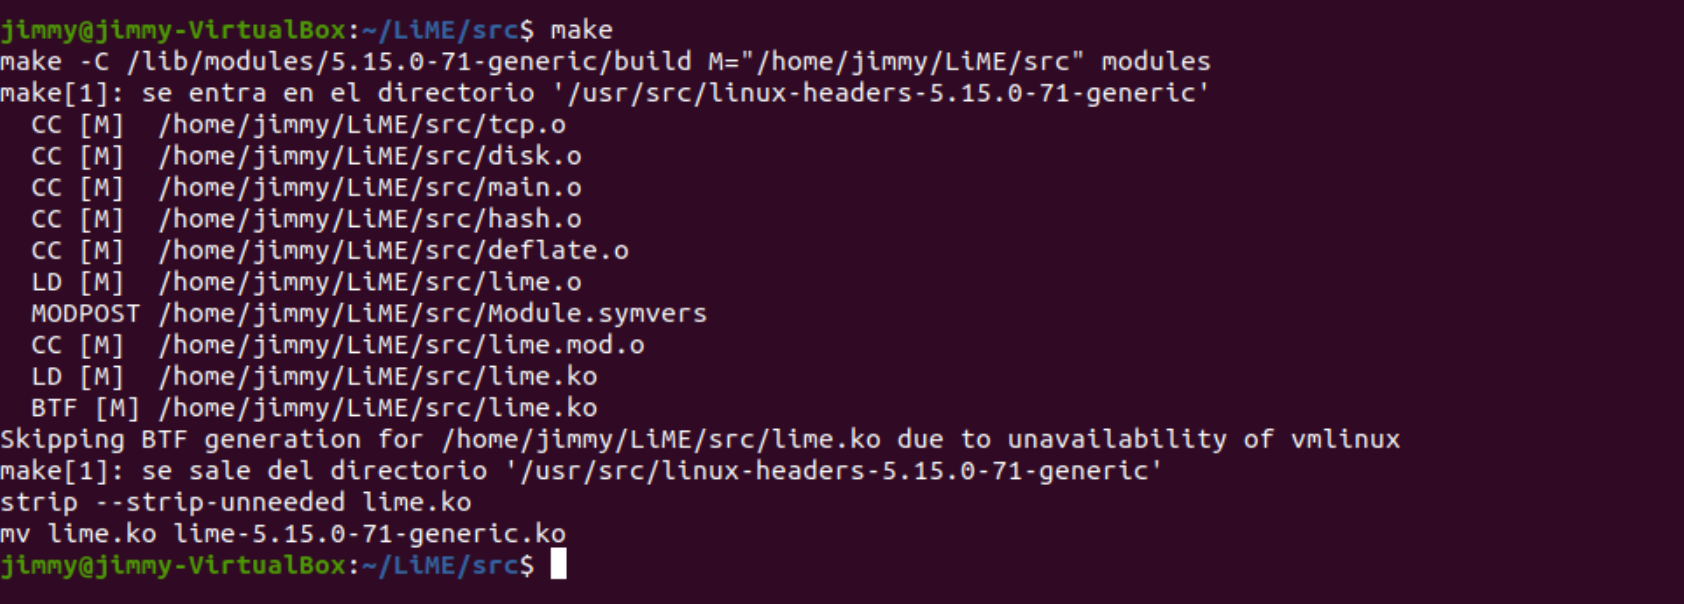 jimmy@jimmy-VirtualBox:~/LiME/src$ make
make -C /lib/modules/5.15.0-71-generic/build M="/home/jimmy/LiME/src" modules
make[1]: se entra en el directorio '/usr/src/linux-headers-5.15.0-71-generic'
  CC [M]  /home/jimmy/LiME/src/tcp.o
  CC [M]  /home/jimmy/LiME/src/disk.o
  CC [M]  /home/jimmy/LiME/src/main.o
  CC [M]  /home/jimmy/LiME/src/hash.o
  CC [M]  /home/jimmy/LiME/src/deflate.o
  LD [M]  /home/jimmy/LiME/src/lime.o
  MODPOST /home/jimmy/LiME/src/Module.symvers
  CC [M]  /home/jimmy/LiME/src/lime.mod.o
  LD [M]  /home/jimmy/LiME/src/lime.ko
  BTF [M] /home/jimmy/LiME/src/lime.ko
Skipping BTF generation for /home/jimmy/LiME/src/lime.ko due to unavailability of vmlinux
make[1]: se sale del directorio '/usr/src/linux-headers-5.15.0-71-generic'
strip --strip-unneeded lime.ko
mv lime.ko lime-5.15.0-71-generic.ko
jimmy@jimmy-VirtualBox:~/LiME/src$